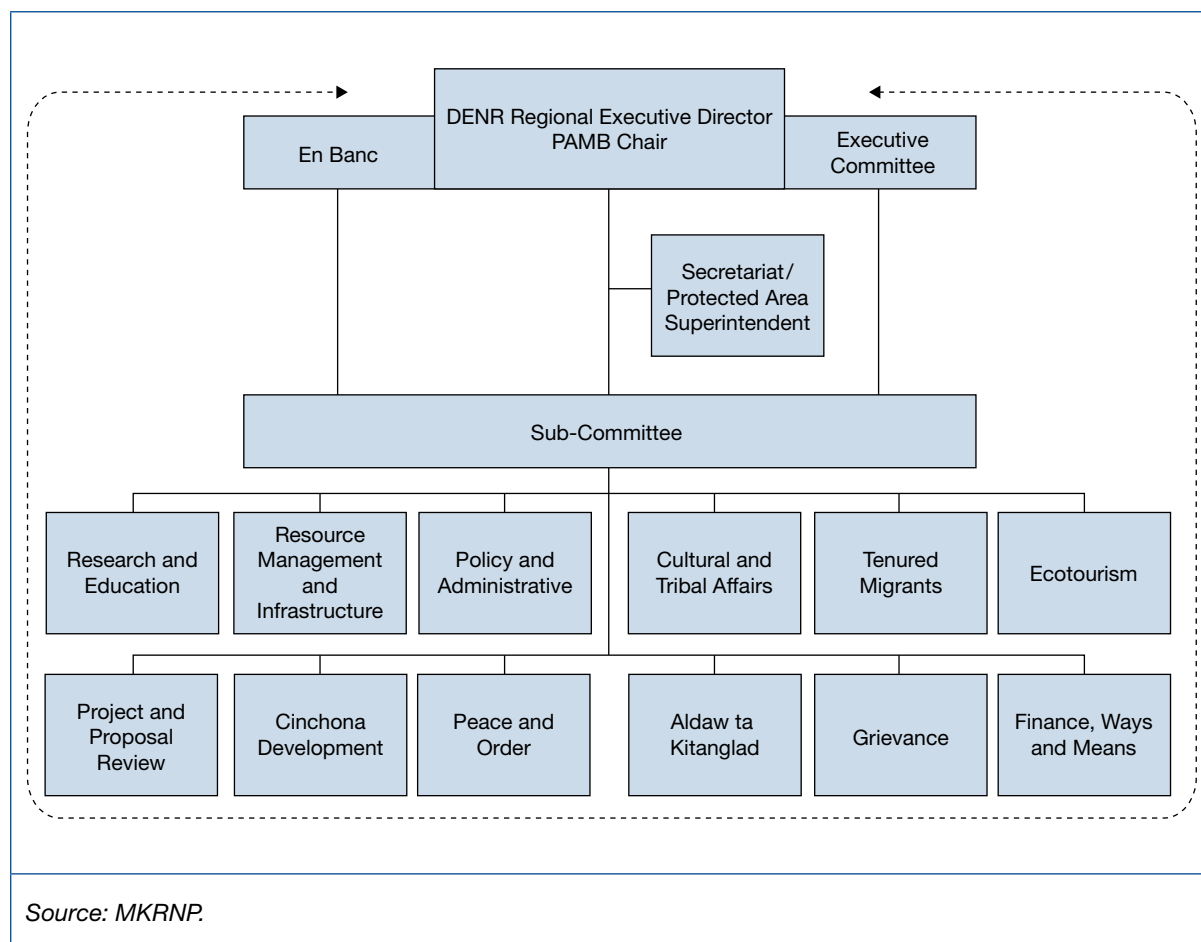 DENR Regional Executive Director
PAMB Chair
En Banc
Executive
Committee
Secretariat/
Protected Area
Superintendent
Sub-Committee
Research and
Education
Resource
Management
and
Infrastructure
Policy and
Administrative
Cultural and
Tribal Affairs
Tenured
Migrants
Ecotourism
Project and
Proposal
Review
Cinchona
Development
Peace and
Order
Aldaw ta
Kitanglad
Grievance
Finance, Ways
and Means
Source: MKRNP.